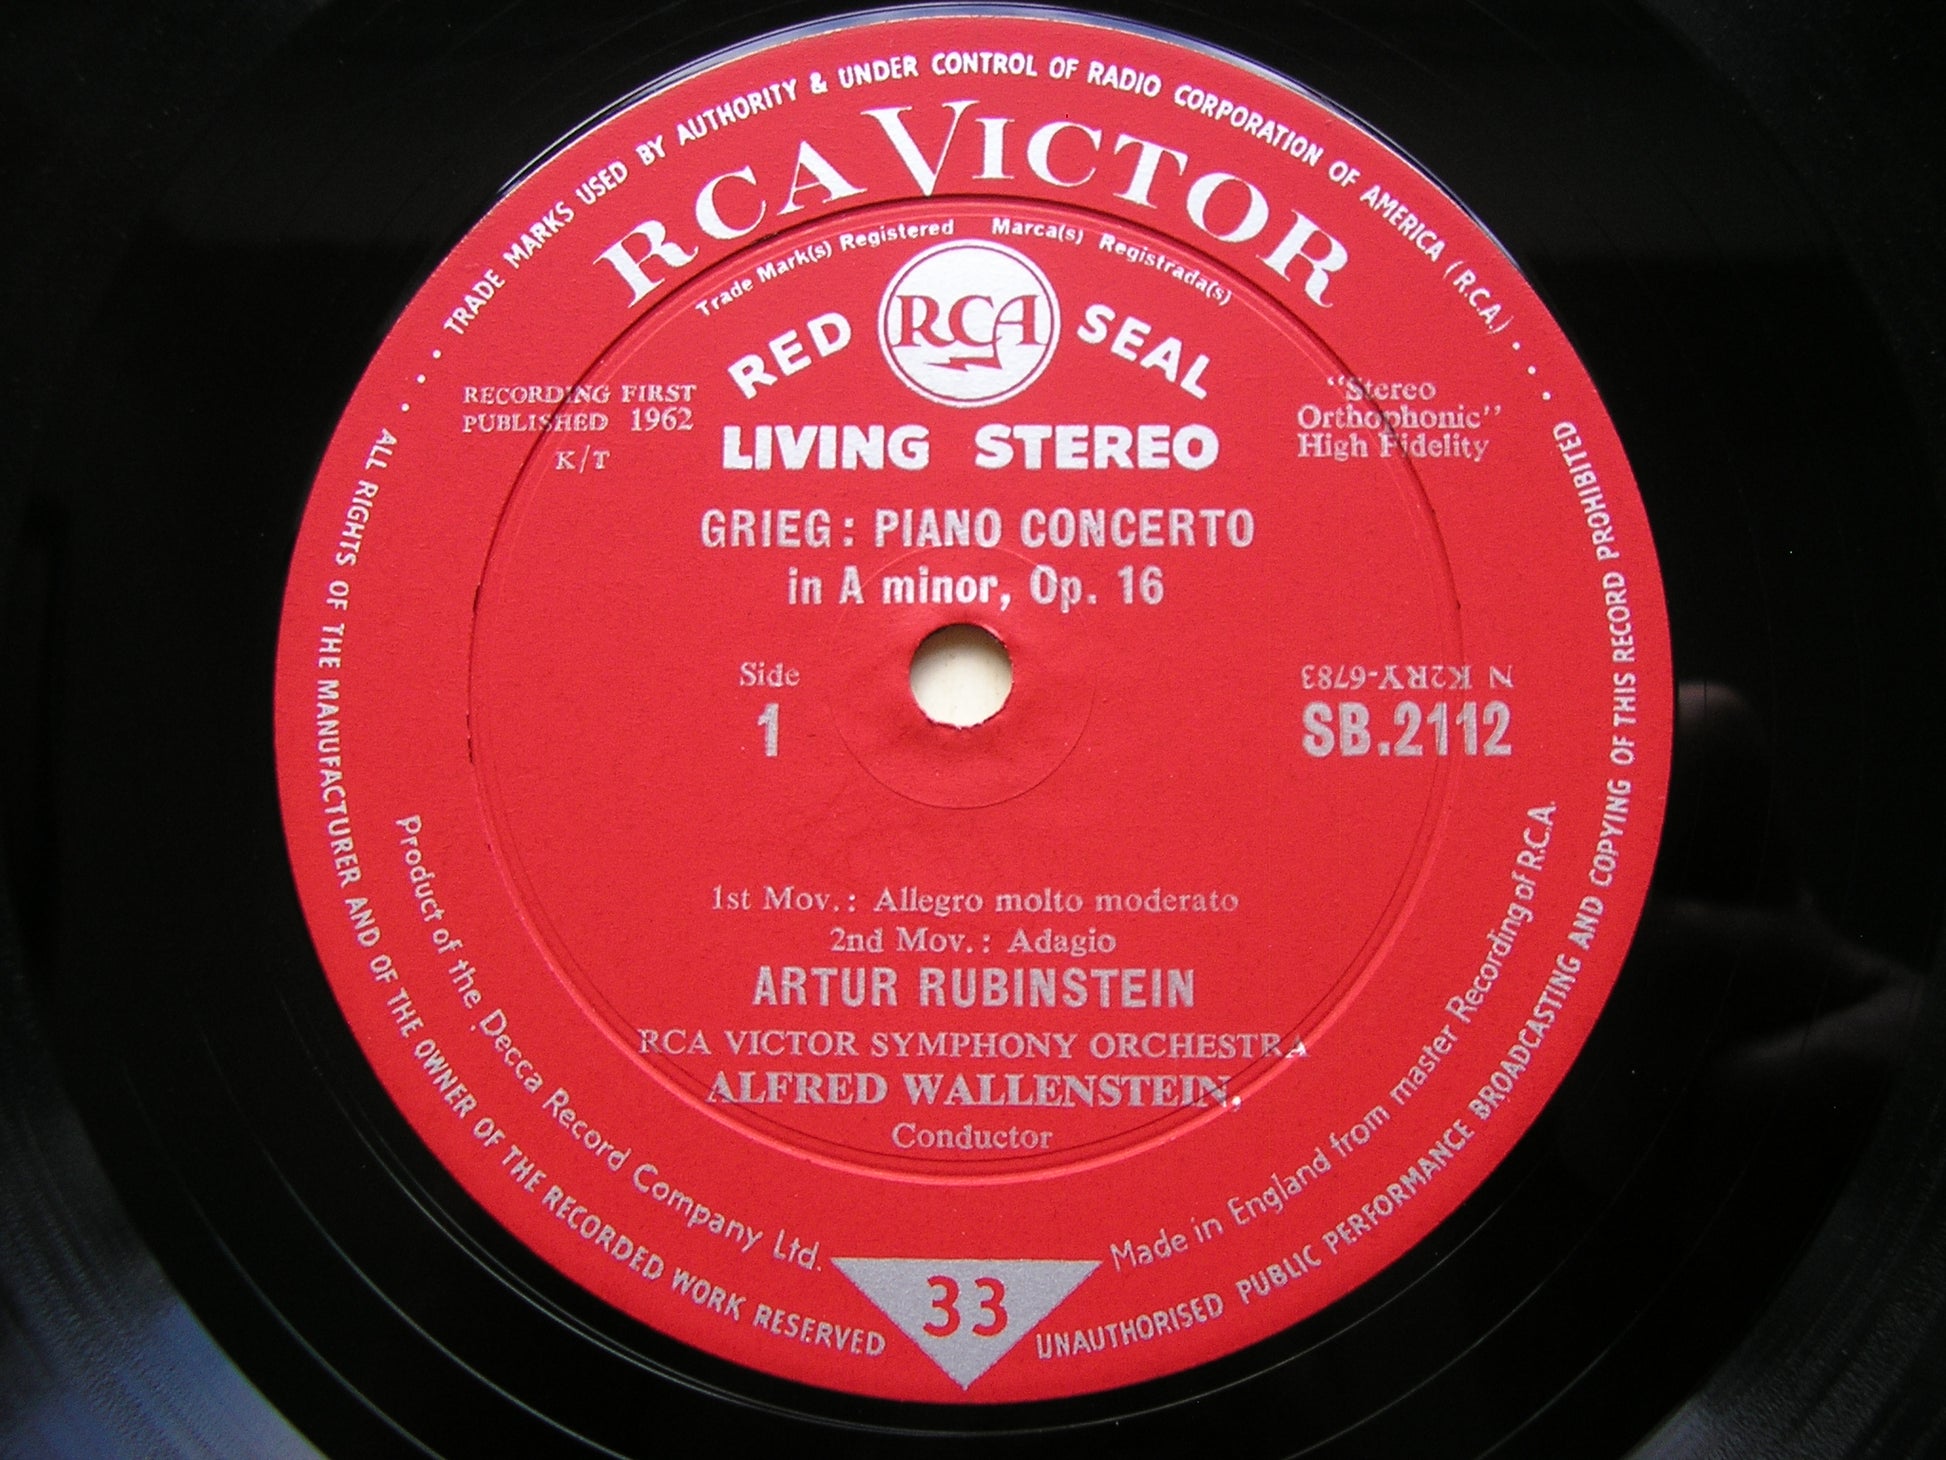 TRADE MARKS USED BY AUTHORITY & UNDER CONTROL OF RADIO CORPORATION OF AMERICA (R.C.A.)
RCA VICTOR
Trade Mark(s) Registered Marca(s) Registrada(s)
RED RCA SEAL
RECORDING FIRST
PUBLISHED 1962
K/T
"Stereo
Orthophonic"
High Fidelity
LIVING STEREO
GRIEG: PIANO CONCERTO
in A minor, Op. 16
Side
1
N K2RY-6783
SB.2112
1st Mov.: Allegro molto moderato
2nd Mov.: Adagio
ARTUR RUBINSTEIN
RCA VICTOR SYMPHONY ORCHESTRA
ALFRED WALLENSTEIN,
Conductor
Product of the Decca Record Company Ltd.
33
Made in England from master Recording of R.C.A.
ALL RIGHTS OF THE MANUFACTURER AND OF THE OWNER OF THE RECORDED WORK RESERVED
UNAUTHORISED PUBLIC PERFORMANCE BROADCASTING AND COPYING OF THIS RECORD PROHIBITED